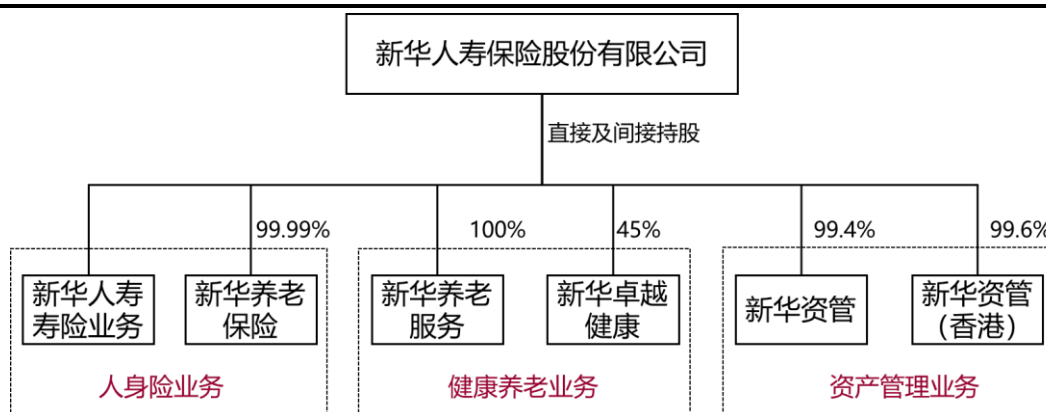 新华人寿保险股份有限公司
直接及间接持股
99.99%
100%
45%
99.4%
99.6%
新华人寿
寿险业务
新华养老
保险
新华养老
服务
新华卓越
健康
新华资管
新华资管
（香港）
人身险业务
健康养老业务
资产管理业务